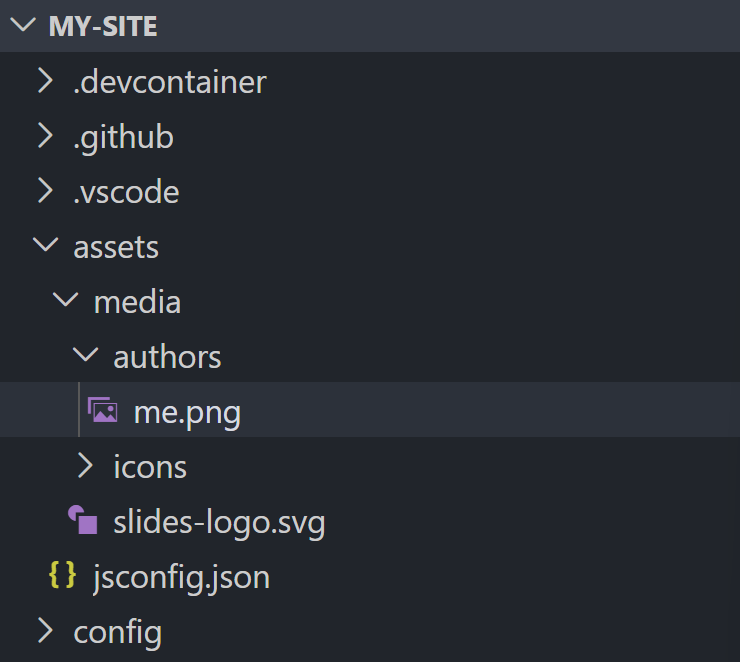 MY-SITE
.devcontainer
.github
.vscode
assets
media
authors
me.png
icons
slides-logo.svg
{} jsconfig.json
config